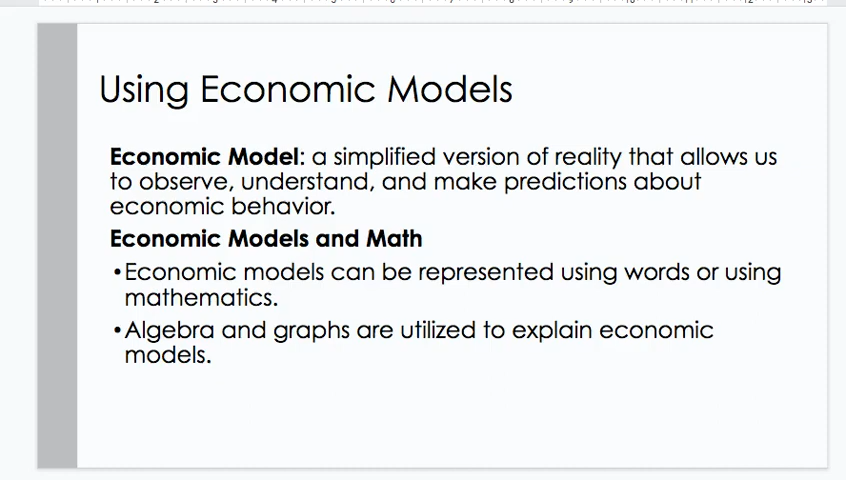 Using Economic Models
Economic Model: a simplified version of reality that allows us
to observe, understand, and make predictions about
economic behavior.
Economic Models and Math
•Economic models can be represented using words or using
mathematics.
•Algebra and graphs are utilized to explain economic
models.